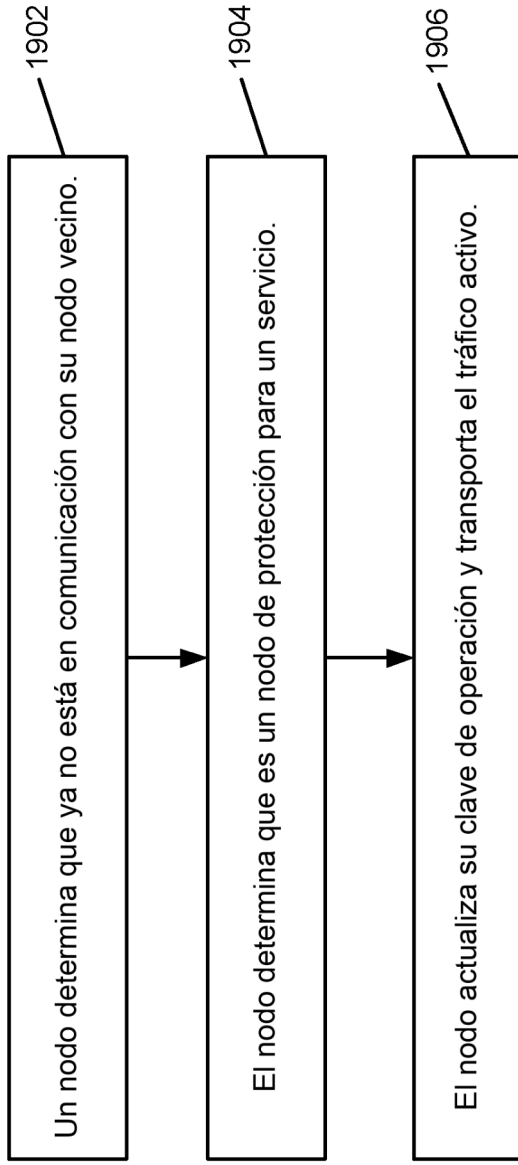 1902
Un nodo determina que ya no está en comunicación con su nodo vecino.
1904
El nodo determina que es un nodo de protección para un servicio.
1906
El nodo actualiza su clave de operación y transporta el tráfico activo.